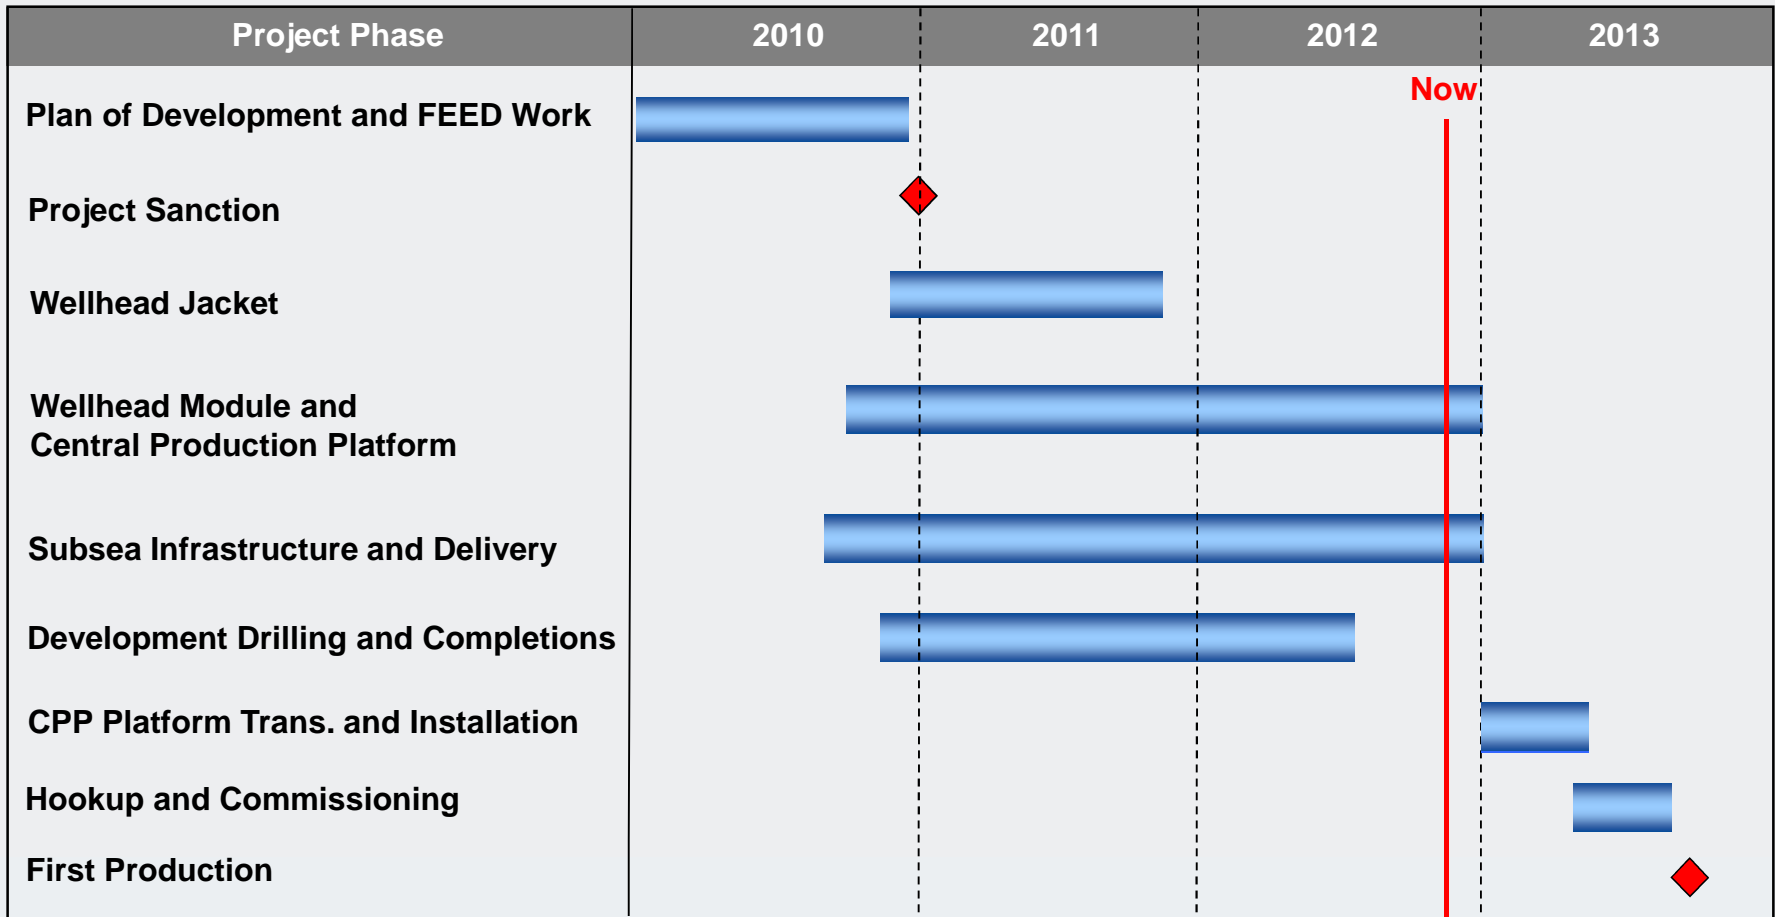 Project Phase 2010 2011 2012 2013
Now
Plan of Development and FEED Work
Project Sanction
Wellhead Jacket
Wellhead Module and
Central Production Platform
Subsea Infrastructure and Delivery
Development Drilling and Completions
CPP Platform Trans. and Installation
Hookup and Commissioning
First Production